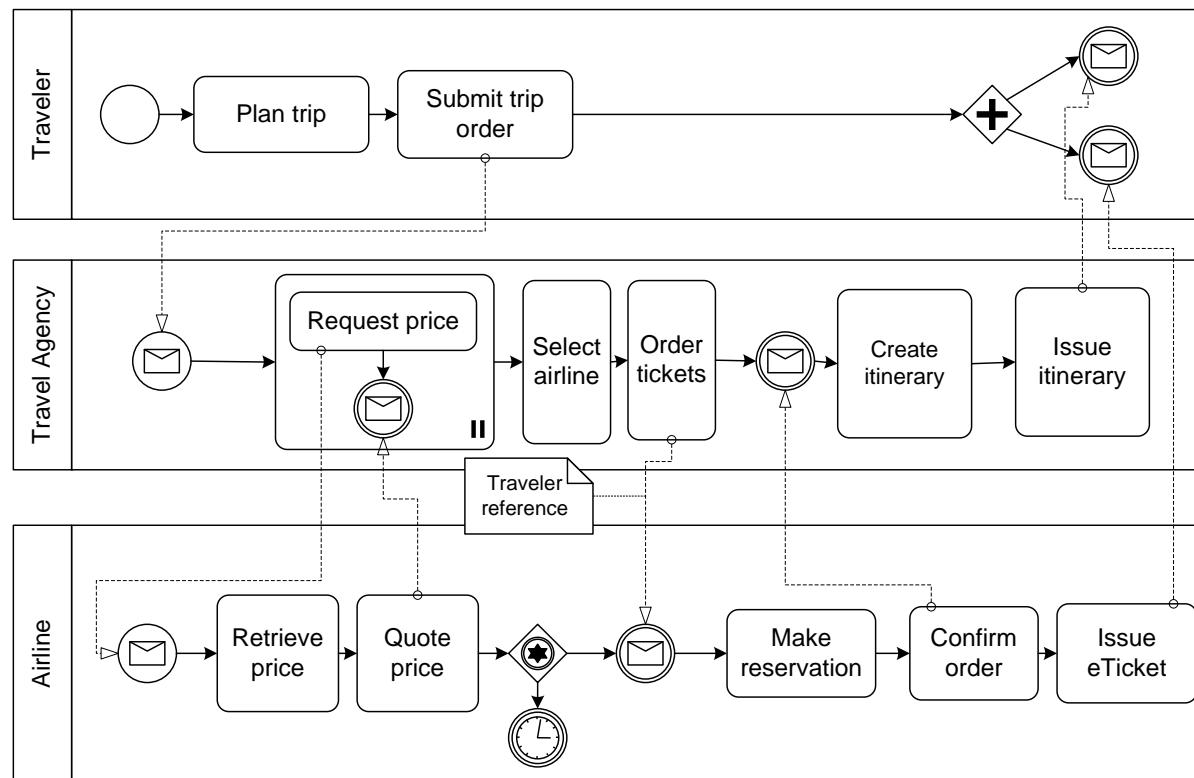 Traveler
Plan trip
Submit trip
order
Travel Agency
Request price
Select
airline
Order
tickets
Create
itinerary
Issue
itinerary
Traveler
reference
Airline
Retrieve
price
Quote
price
Make
reservation
Confirm
order
Issue
eTicket